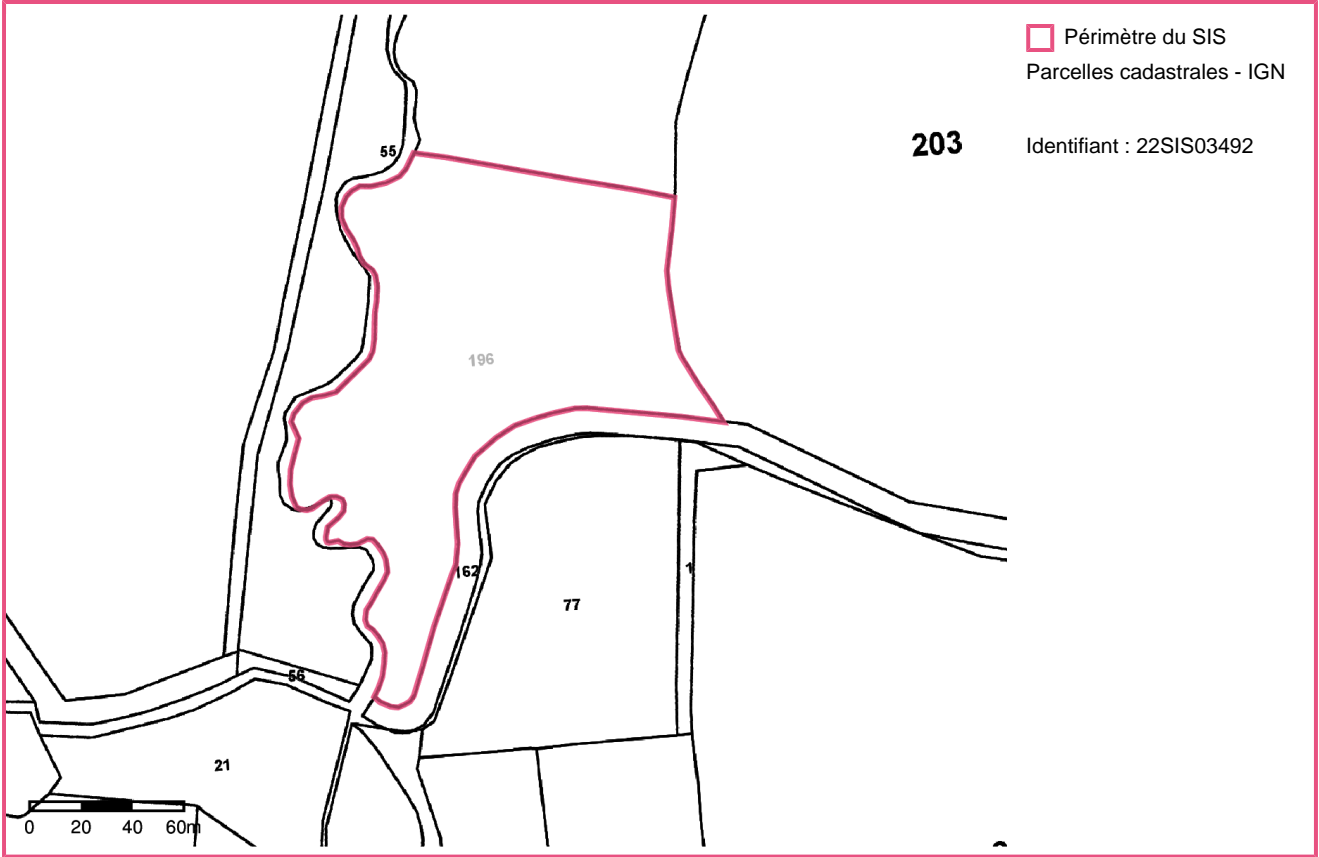 Périmètre du SIS
Parcelles cadastrales - IGN
203
Identifiant : 22SIS03492
55
196
162
1
77
56
21
0 20 40 60m